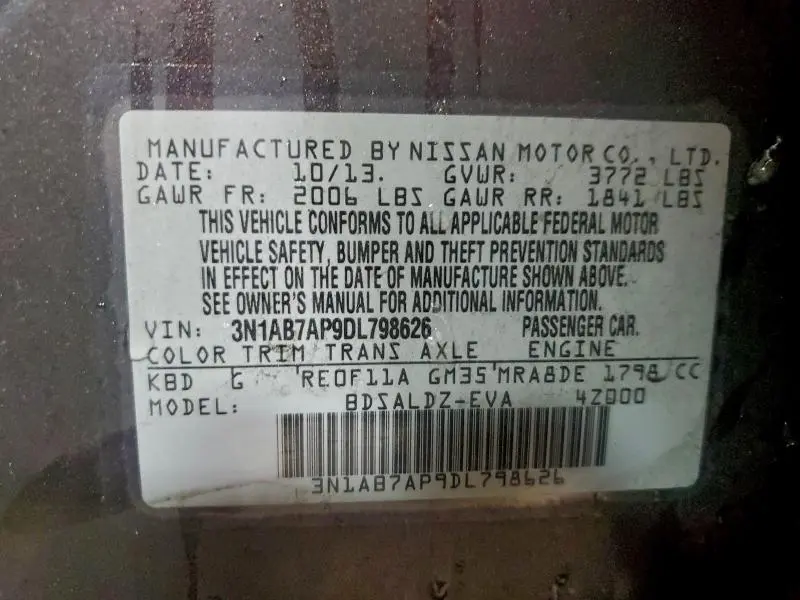 MANUFACTURED BY NISSAN MOTOR CO., LTD.
DATE: 10/13. GVWR: 3772 LBS
GAWR FR: 2006 LBS GAWR RR: 1841 LBS
THIS VEHICLE CONFORMS TO ALL APPLICABLE FEDERAL MOTOR
VEHICLE SAFETY, BUMPER AND THEFT PREVENTION STANDARDS
IN EFFECT ON THE DATE OF MANUFACTURE SHOWN ABOVE.
SEE OWNER'S MANUAL FOR ADDITIONAL INFORMATION.
VIN: 3N1AB7AP9DL798626 PASSENGER CAR.
COLOR TRIM TRANS AXLE ENGINE
KBD G RE0F11A GM35 MRA8DE 1798 CC
MODEL: BDSALDZ-EVA 4Z000
3N1AB7AP9DL798626